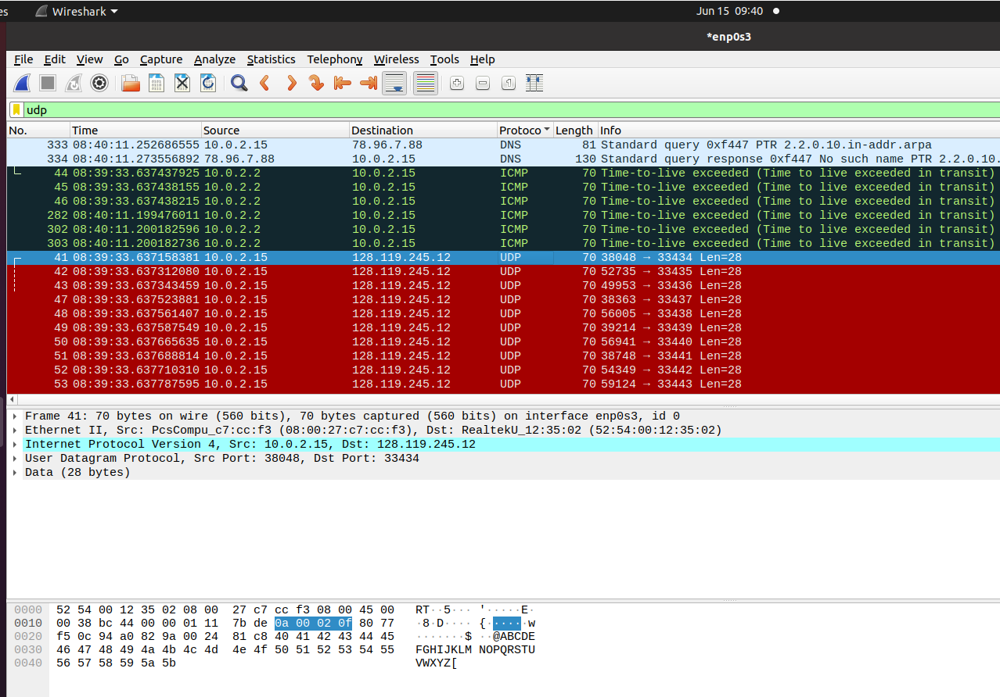 es Wireshark Jun 15 09:40
*enp0s3
File Edit View Go Capture Analyze Statistics Telephony Wireless Tools Help
udp
No. Time Source Destination Protoco Length Info
333 08:40:11.252686555 10.0.2.15 78.96.7.88 DNS 81 Standard query 0xf447 PTR 2.2.0.10.in-addr.arpa
334 08:40:11.273556892 78.96.7.88 10.0.2.15 DNS 130 Standard query response 0xf447 No such name PTR 2.2.0.10.
44 08:39:33.637437925 10.0.2.2 10.0.2.15 ICMP 70 Time-to-live exceeded (Time to live exceeded in transit)
45 08:39:33.637438155 10.0.2.2 10.0.2.15 ICMP 70 Time-to-live exceeded (Time to live exceeded in transit)
46 08:39:33.637438215 10.0.2.2 10.0.2.15 ICMP 70 Time-to-live exceeded (Time to live exceeded in transit)
282 08:40:11.199476011 10.0.2.2 10.0.2.15 ICMP 70 Time-to-live exceeded (Time to live exceeded in transit)
302 08:40:11.200182596 10.0.2.2 10.0.2.15 ICMP 70 Time-to-live exceeded (Time to live exceeded in transit)
303 08:40:11.200182736 10.0.2.2 10.0.2.15 ICMP 70 Time-to-live exceeded (Time to live exceeded in transit)
41 08:39:33.637158381 10.0.2.15 128.119.245.12 UDP 70 38048 → 33434 Len=28
42 08:39:33.637312080 10.0.2.15 128.119.245.12 UDP 70 52735 → 33435 Len=28
43 08:39:33.637343459 10.0.2.15 128.119.245.12 UDP 70 49953 → 33436 Len=28
47 08:39:33.637523881 10.0.2.15 128.119.245.12 UDP 70 38363 → 33437 Len=28
48 08:39:33.637561407 10.0.2.15 128.119.245.12 UDP 70 56005 → 33438 Len=28
49 08:39:33.637587549 10.0.2.15 128.119.245.12 UDP 70 39214 → 33439 Len=28
50 08:39:33.637665635 10.0.2.15 128.119.245.12 UDP 70 56941 → 33440 Len=28
51 08:39:33.637688814 10.0.2.15 128.119.245.12 UDP 70 38748 → 33441 Len=28
52 08:39:33.637710310 10.0.2.15 128.119.245.12 UDP 70 54349 → 33442 Len=28
53 08:39:33.637787595 10.0.2.15 128.119.245.12 UDP 70 59124 → 33443 Len=28
Frame 41: 70 bytes on wire (560 bits), 70 bytes captured (560 bits) on interface enp0s3, id 0
Ethernet II, Src: PcsCompu_c7:cc:f3 (08:00:27:c7:cc:f3), Dst: RealtekU_12:35:02 (52:54:00:12:35:02)
Internet Protocol Version 4, Src: 10.0.2.15, Dst: 128.119.245.12
User Datagram Protocol, Src Port: 38048, Dst Port: 33434
Data (28 bytes)
0000 52 54 00 12 35 02 08 00 27 c7 cc f3 08 00 45 00 RT··5··· '·····E·
0010 00 38 bc 44 00 00 01 11 7b de 0a 00 02 0f 80 77 ·8·D···· {······w
0020 f5 0c 94 a0 82 9a 00 24 81 c8 40 41 42 43 44 45 ·······$ ··@ABCDE
0030 46 47 48 49 4a 4b 4c 4d 4e 4f 50 51 52 53 54 55 FGHIJKLM NOPQRSTU
0040 56 57 58 59 5a 5b VWXYZ[